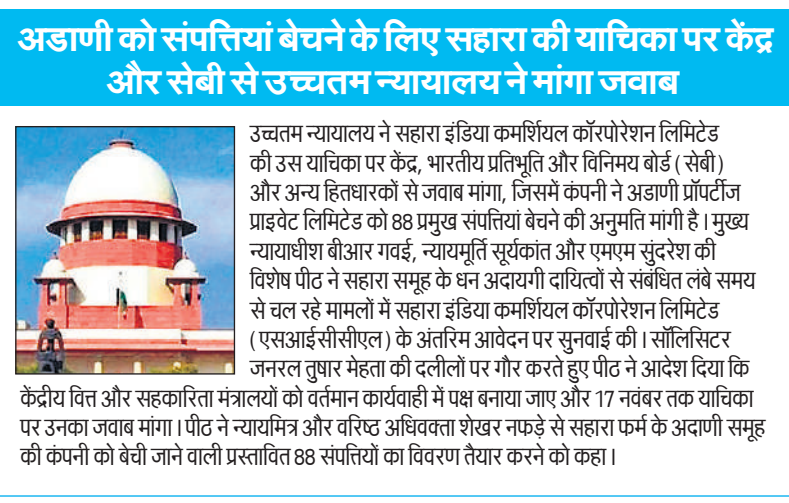 अडाणी को संपत्तियां बेचने के लिए सहारा की याचिका पर केंद्र
और सेबी से उच्चतम न्यायालय ने मांगा जवाब
उच्चतम न्यायालय ने सहारा इंडिया कमर्शियल कॉरपोरेशन लिमिटेड
की उस याचिका पर केंद्र, भारतीय प्रतिभूति और विनिमय बोर्ड ( सेबी )
और अन्य हितधारकों से जवाब मांगा, जिसमें कंपनी ने अडाणी प्रॉपर्टीज
प्राइवेट लिमिटेड को 88 प्रमुख संपत्तियां बेचने की अनुमति मांगी है । मुख्य
न्यायाधीश बीआर गवई, न्यायमूर्ति सूर्यकांत और एमएम सुंदरेश की
विशेष पीठ ने सहारा समूह के धन अदायगी दायित्वों से संबंधित लंबे समय
से चल रहे मामलों में सहारा इंडिया कमर्शियल कॉरपोरेशन लिमिटेड
( एसआईसीसीएल ) के अंतरिम आवेदन पर सुनवाई की । सॉलिसिटर
जनरल तुषार मेहता की दलीलों पर गौर करते हुए पीठ ने आदेश दिया कि
केंद्रीय वित्त और सहकारिता मंत्रालयों को वर्तमान कार्यवाही में पक्ष बनाया जाए और 17 नवंबर तक याचिका
पर उनका जवाब मांगा । पीठ ने न्यायमित्र और वरिष्ठ अधिवक्ता शेखर नफड़े से सहारा फर्म के अदाणी समूह
की कंपनी को बेची जाने वाली प्रस्तावित 88 संपत्तियों का विवरण तैयार करने को कहा ।